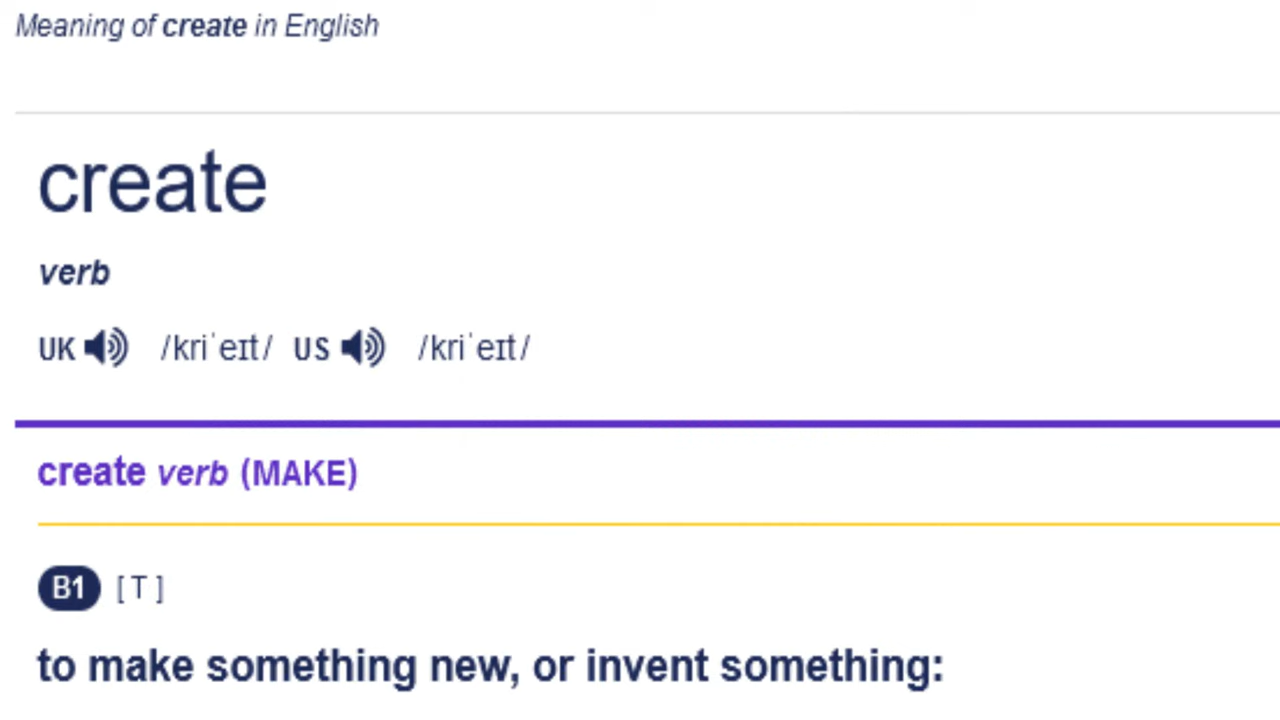 Meaning of create in English
create
verb
UK /kriˈeɪt/ US /kriˈeɪt/
create verb (MAKE)
B1 [ T ]
to make something new, or invent something: